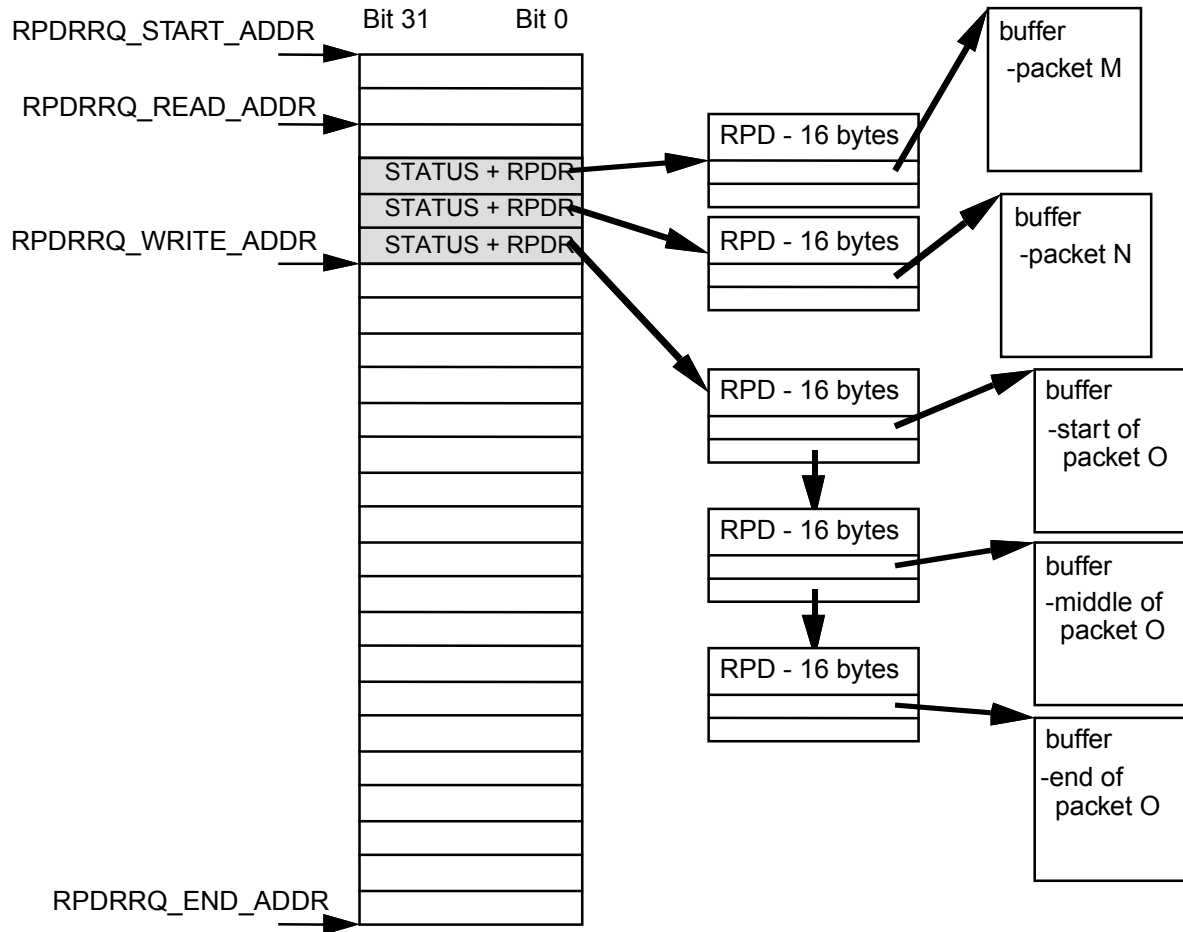 Bit 31
Bit 0
RPDRRQ_START_ADDR
RPDRRQ_READ_ADDR
STATUS + RPDR
STATUS + RPDR
RPDRRQ_WRITE_ADDR
STATUS + RPDR
RPDRRQ_END_ADDR
RPD - 16 bytes
buffer
-packet M
RPD - 16 bytes
buffer
-packet N
RPD - 16 bytes
buffer
-start of
packet O
RPD - 16 bytes
buffer
-middle of
packet O
RPD - 16 bytes
buffer
-end of
packet O